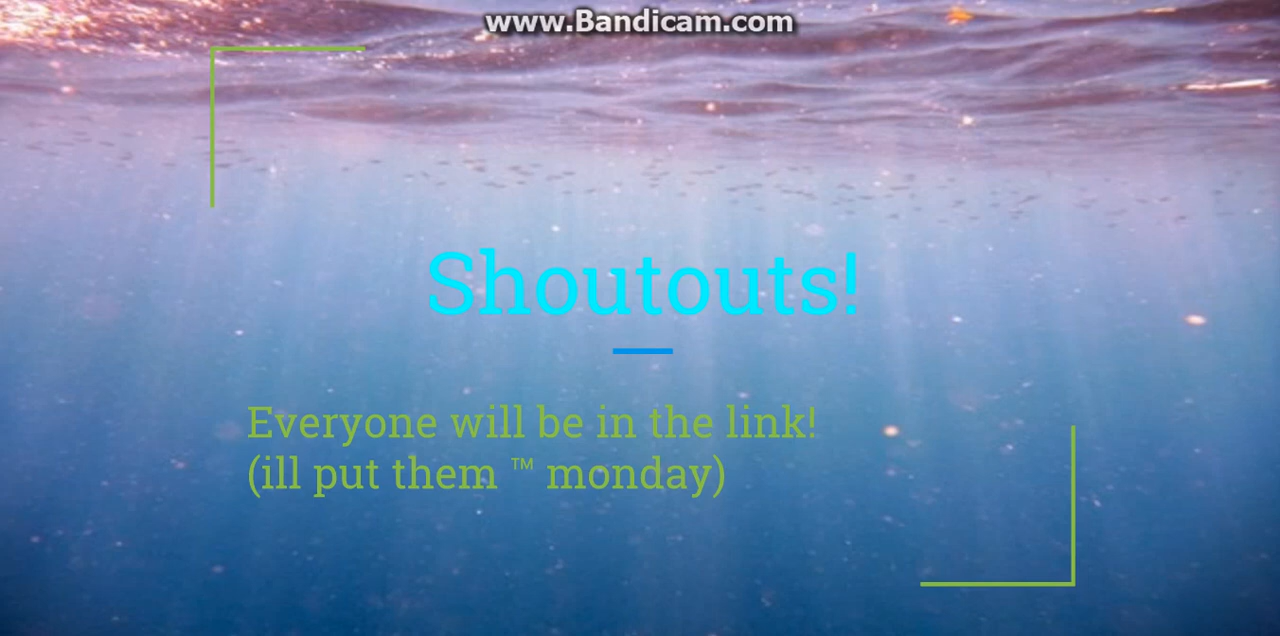 www.Bandicam.com
Shoutouts!
Everyone will be in the link!
(ill put them ™ monday)